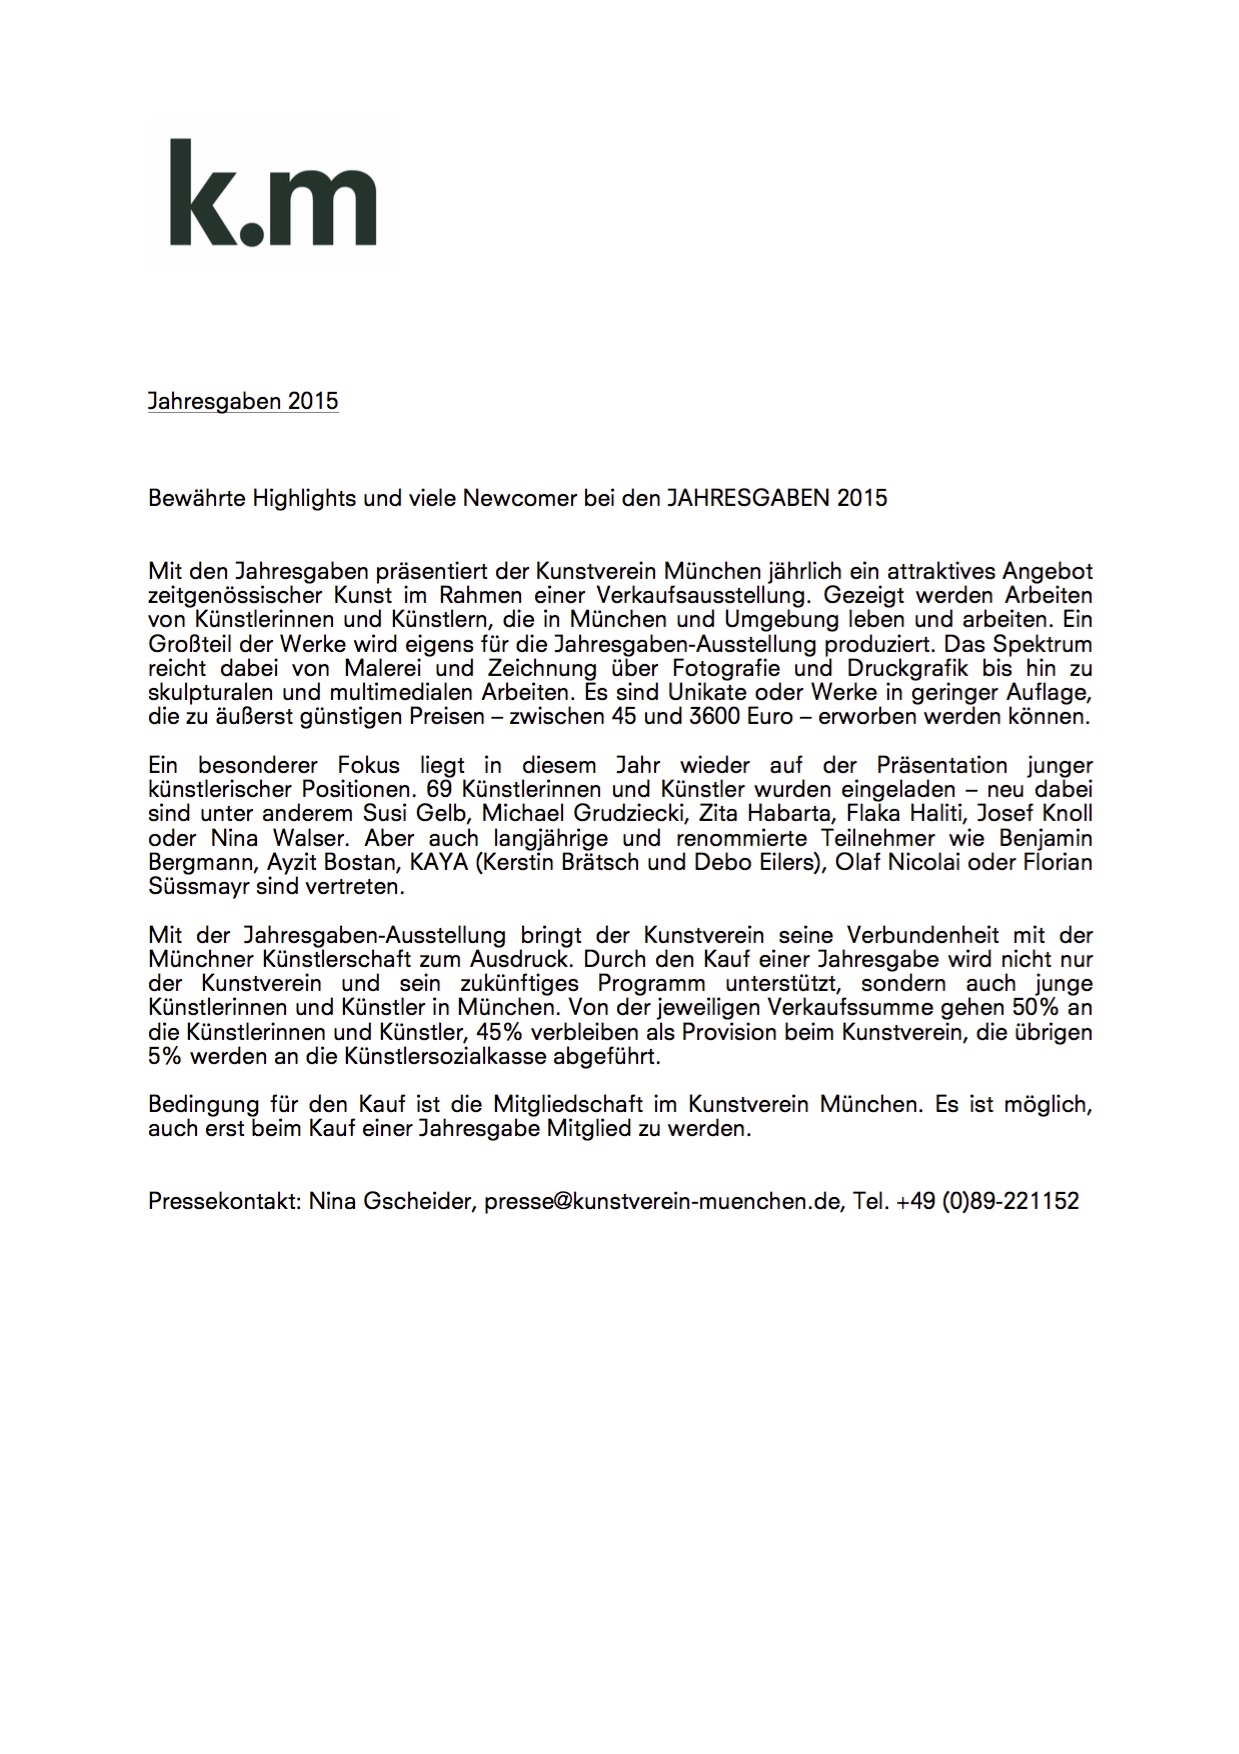 k.m
Jahresgaben 2015
Bewährte Highlights und viele Newcomer bei den JAHRESGABEN 2015
Mit den Jahresgaben präsentiert der Kunstverein München jährlich ein attraktives Angebot
zeitgenössischer Kunst im Rahmen einer Verkaufsausstellung. Gezeigt werden Arbeiten
von Künstlerinnen und Künstlern, die in München und Umgebung leben und arbeiten. Ein
Großteil der Werke wird eigens für die Jahresgaben-Ausstellung produziert. Das Spektrum
reicht dabei von Malerei und Zeichnung über Fotografie und Druckgrafik bis hin zu
skulpturalen und multimedialen Arbeiten. Es sind Unikate oder Werke in geringer Auflage,
die zu äußerst günstigen Preisen – zwischen 45 und 3600 Euro – erworben werden können.
Ein besonderer Fokus liegt in diesem Jahr wieder auf der Präsentation junger
künstlerischer Positionen. 69 Künstlerinnen und Künstler wurden eingeladen – neu dabei
sind unter anderem Susi Gelb, Michael Grudziecki, Zita Habarta, Flaka Haliti, Josef Knoll
oder Nina Walser. Aber auch langjährige und renommierte Teilnehmer wie Benjamin
Bergmann, Ayzit Bostan, KAYA (Kerstin Brätsch und Debo Eilers), Olaf Nicolai oder Florian
Süssmayr sind vertreten.
Mit der Jahresgaben-Ausstellung bringt der Kunstverein seine Verbundenheit mit der
Münchner Künstlerschaft zum Ausdruck. Durch den Kauf einer Jahresgabe wird nicht nur
der Kunstverein und sein zukünftiges Programm unterstützt, sondern auch junge
Künstlerinnen und Künstler in München. Von der jeweiligen Verkaufssumme gehen 50% an
die Künstlerinnen und Künstler, 45% verbleiben als Provision beim Kunstverein, die übrigen
5% werden an die Künstlersozialkasse abgeführt.
Bedingung für den Kauf ist die Mitgliedschaft im Kunstverein München. Es ist möglich,
auch erst beim Kauf einer Jahresgabe Mitglied zu werden.
Pressekontakt: Nina Gscheider, presse@kunstverein-muenchen.de, Tel. +49 (0)89-221152